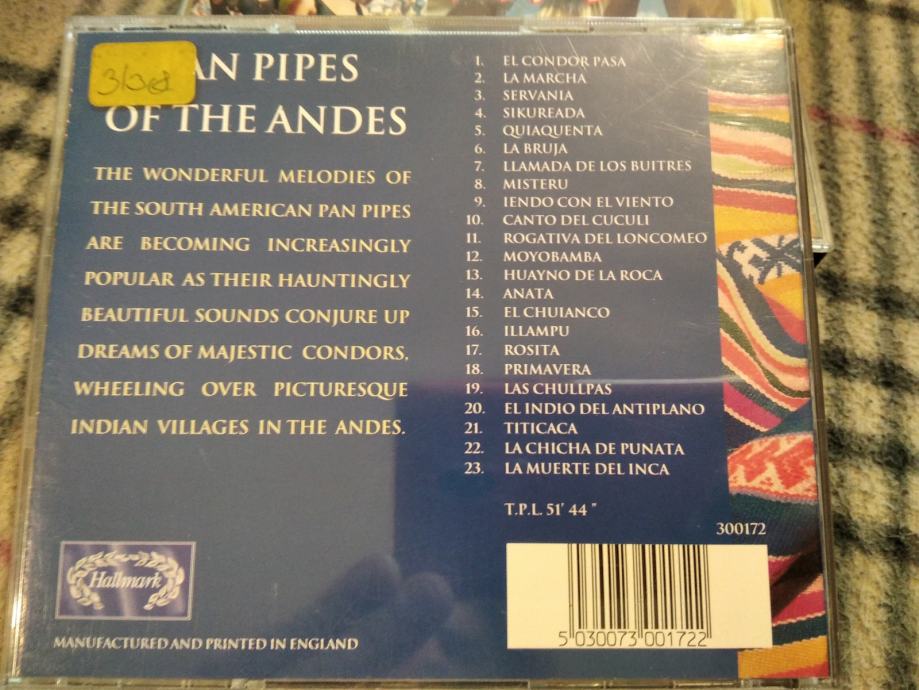 AN PIPES
OF THE ANDES
THE WONDERFUL MELODIES OF
THE SOUTH AMERICAN PAN PIPES
ARE BECOMING INCREASINGLY
POPULAR AS THEIR HAUNTINGLY
BEAUTIFUL SOUNDS CONJURE UP
DREAMS OF MAJESTIC CONDORS,
WHEELING OVER PICTURESQUE
INDIAN VILLAGES IN THE ANDES.
1. EL CONDOR PASA
2. LA MARCHA
3. SERVANIA
4. SIKUREADA
5. QUIAQUENTA
6. LA BRUJA
7. LLAMADA DE LOS BUITRES
8. MISTERU
9. IENDO CON EL VIENTO
10. CANTO DEL CUCULI
11. ROGATIVA DEL LONCOMEO
12. MOYOBAMBA
13. HUAYNO DE LA ROCA
14. ANATA
15. EL CHUIANCO
16. ILLAMPU
17. ROSITA
18. PRIMAVERA
19. LAS CHULLPAS
20. EL INDIO DEL ANTIPLANO
21. TITICACA
22. LA CHICHA DE PUNATA
23. LA MUERTE DEL INCA
T.P.L. 51' 44"
300172
5 030073 001722
Hallmark
MANUFACTURED AND PRINTED IN ENGLAND